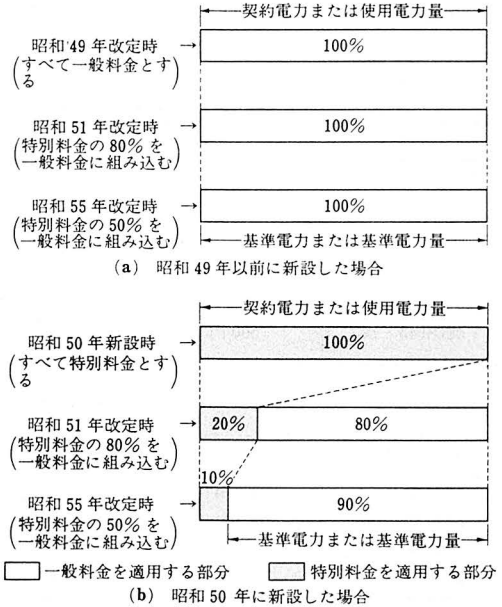 契約電力または使用電力量
昭和49年改定時
(すべて一般料金とす
る)
100%
昭和51年改定時
(特別料金の80%を
一般料金に組み込む)
100%
昭和55年改定時
(特別料金の50%を
一般料金に組み込む)
100%
基準電力または基準電力量
(a) 昭和49年以前に新設した場合
契約電力または使用電力量
昭和50年新設時
(すべて特別料金とす
る)
100%
昭和51年改定時
(特別料金の80%を
一般料金に組み込む)
20% 80%
10%
昭和55年改定時
(特別料金の50%を
一般料金に組み込む)
90%
基準電力または基準電力量
一般料金を適用する部分 特別料金を適用する部分
(b) 昭和50年に新設した場合